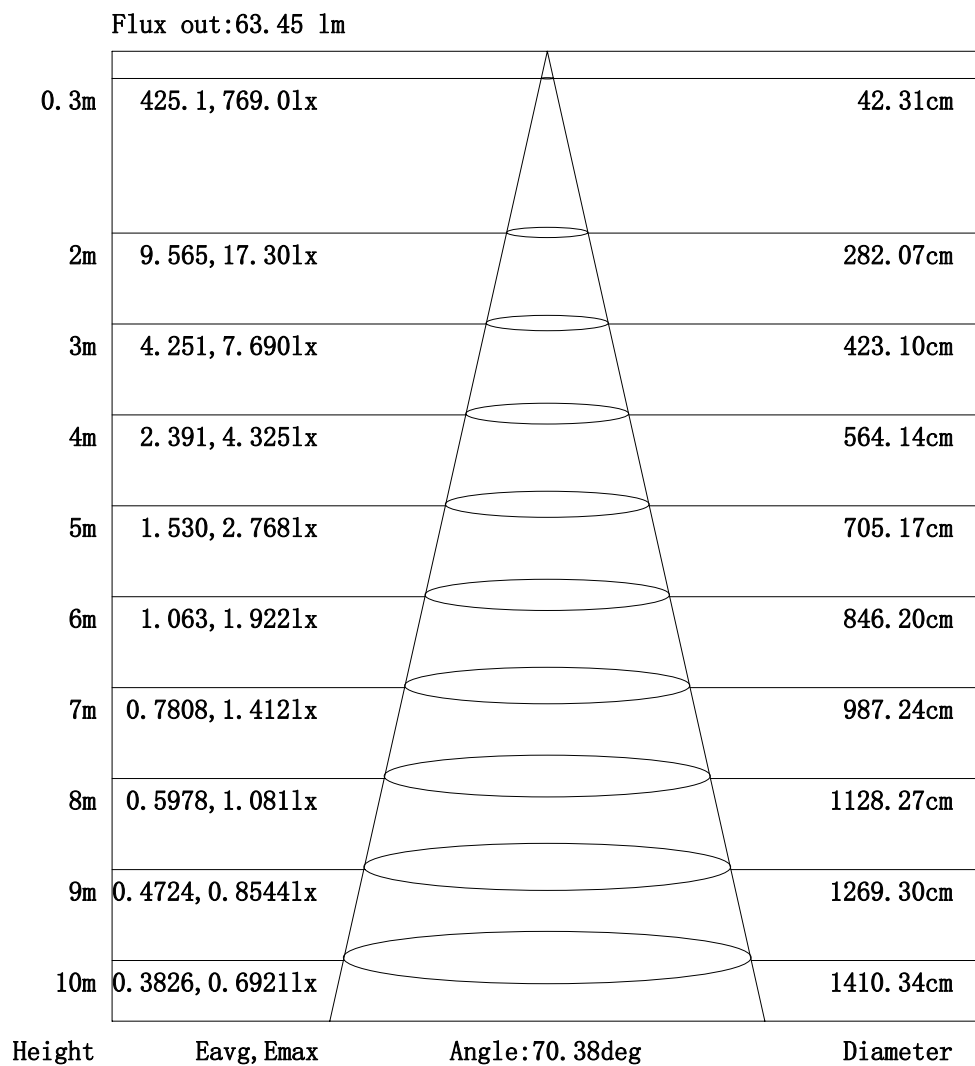 Flux out:63.45 lm
0.3m 425.1,769.0lx 42.31cm
2m 9.565,17.30lx 282.07cm
3m 4.251,7.690lx 423.10cm
4m 2.391,4.325lx 564.14cm
5m 1.530,2.768lx 705.17cm
6m 1.063,1.922lx 846.20cm
7m 0.7808,1.412lx 987.24cm
8m 0.5978,1.081lx 1128.27cm
9m 0.4724,0.8544lx 1269.30cm
10m 0.3826,0.6921lx 1410.34cm
Height Eavg,Emax Angle:70.38deg Diameter